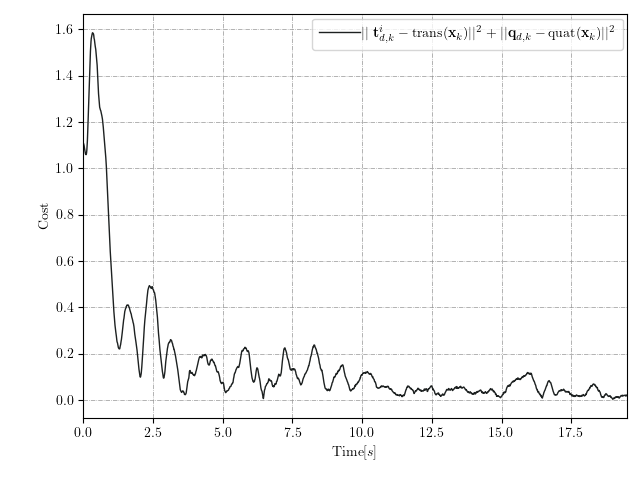 || t^i_{d,k} − trans(x_k)||² + ||q_{d,k} − quat(x_k)||²
1.6
1.4
1.2
1.0
0.8
0.6
0.4
0.2
0.0
Cost
0.0 2.5 5.0 7.5 10.0 12.5 15.0 17.5
Time[s]